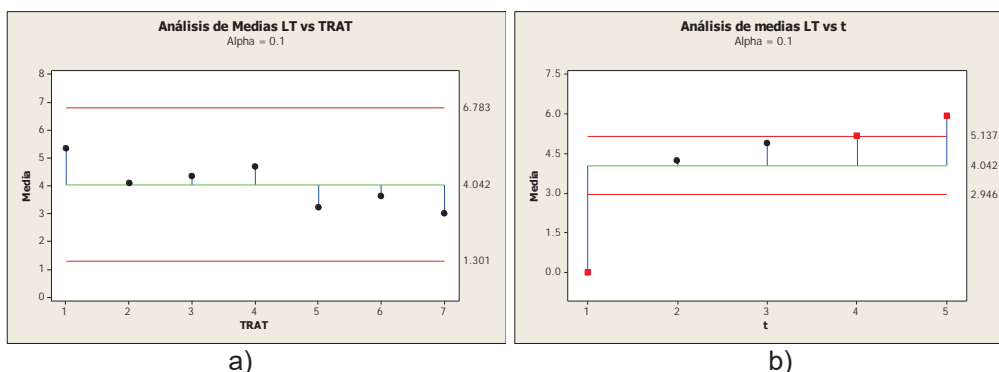 Análisis de Medias LT vs TRAT
Alpha = 0.1
8
7
6
5
4
3
2
1
0
Media
6.783
4.042
1.301
1 2 3 4 5 6 7
TRAT
a)
Análisis de medias LT vs t
Alpha = 0.1
7.5
6.0
4.5
3.0
1.5
0.0
Media
5.137
4.042
2.946
1 2 3 4 5
t
b)